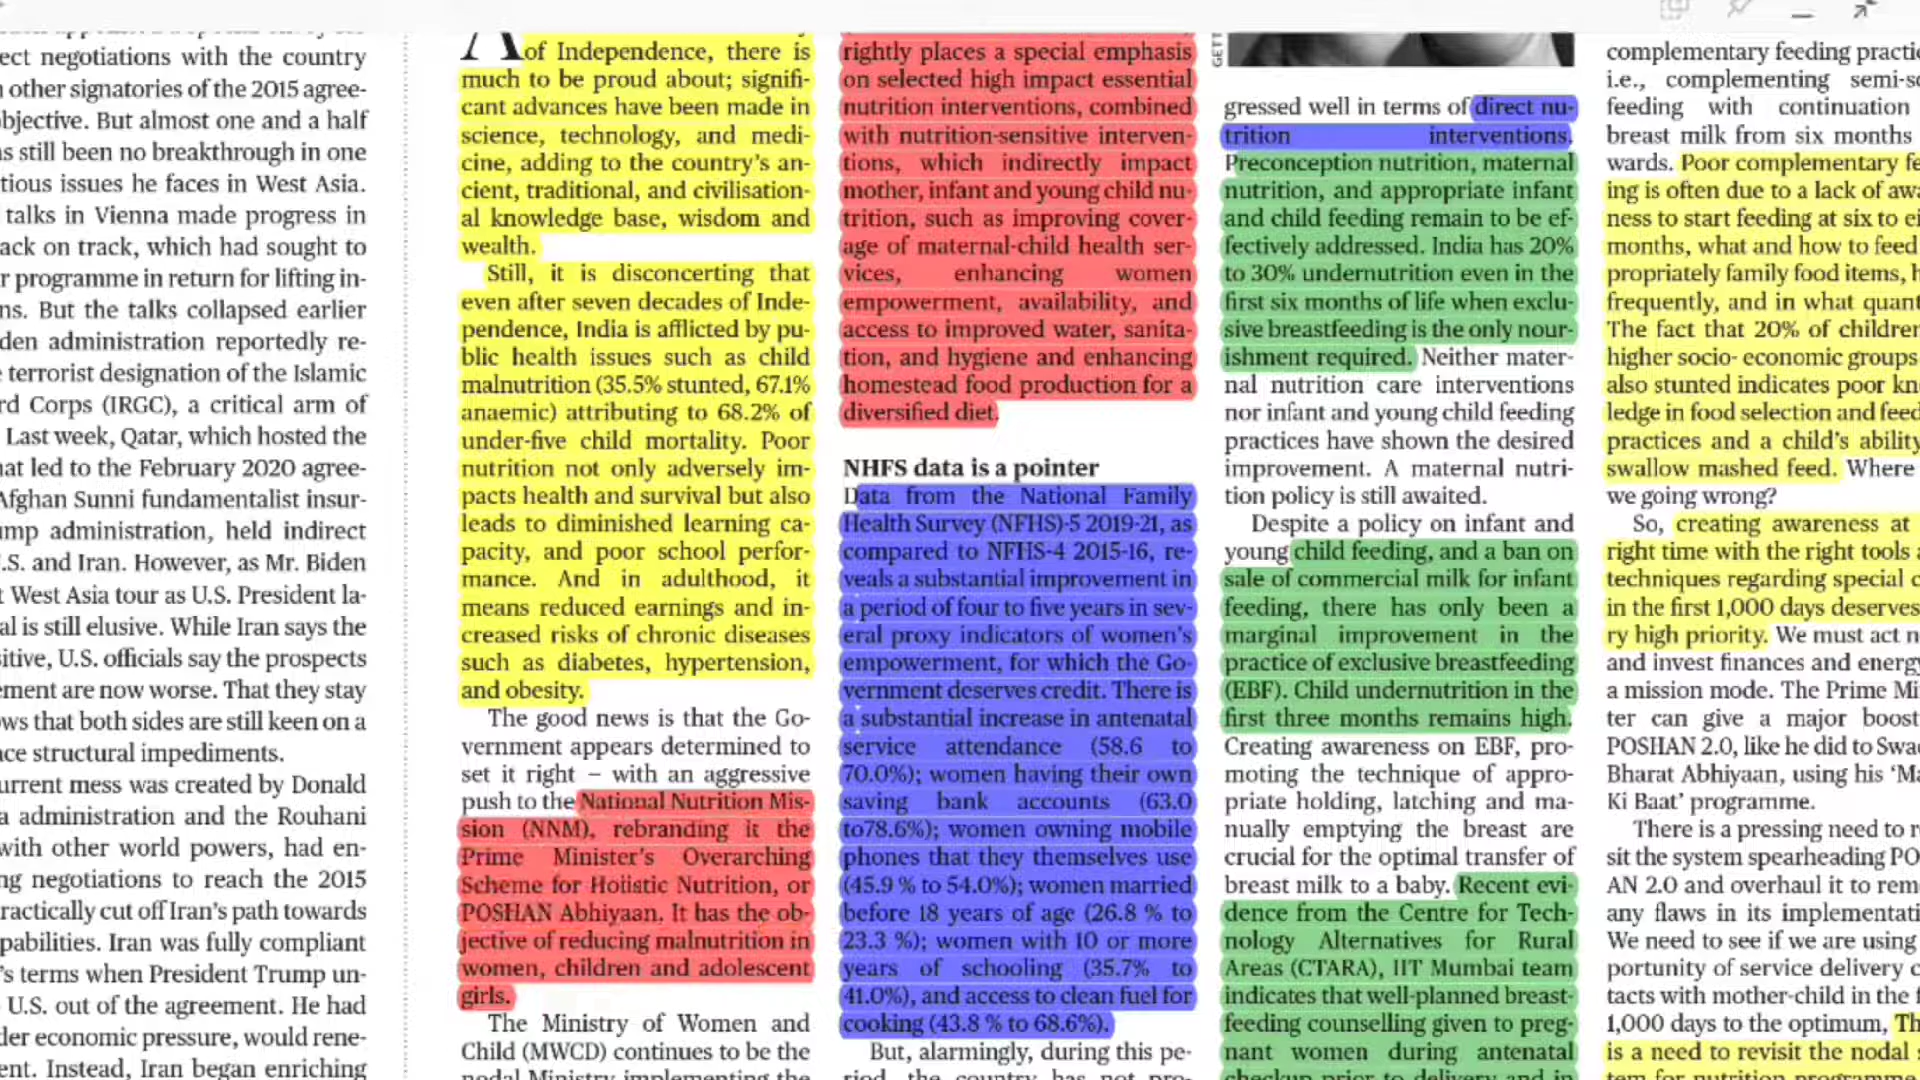 ect negotiations with the country
other signatories of the 2015 agree-
bjective. But almost one and a half
s still been no breakthrough in one
tious issues he faces in West Asia.
talks in Vienna made progress in
ack on track, which had sought to
r programme in return for lifting in-
ns. But the talks collapsed earlier
den administration reportedly re-
terrorist designation of the Islamic
rd Corps (IRGC), a critical arm of
Last week, Qatar, which hosted the
at led to the February 2020 agree-
Afghan Sunni fundamentalist insur-
ump administration, held indirect
.S. and Iran. However, as Mr. Biden
t West Asia tour as U.S. President la-
al is still elusive. While Iran says the
sitive, U.S. officials say the prospects
ement are now worse. That they stay
ows that both sides are still keen on a
ace structural impediments.
urrent mess was created by Donald
a administration and the Rouhani
with other world powers, had en-
ng negotiations to reach the 2015
ractically cut off Iran's path towards
pabilities. Iran was fully compliant
's terms when President Trump un-
U.S. out of the agreement. He had
der economic pressure, would rene-
ent. Instead, Iran began enriching
A
of Independence, there is
much to be proud about; signifi-
cant advances have been made in
science, technology, and medi-
cine, adding to the country's an-
cient, traditional, and civilisation-
al knowledge base, wisdom and
wealth.
Still, it is disconcerting that
even after seven decades of Inde-
pendence, India is afflicted by pu-
blic health issues such as child
malnutrition (35.5% stunted, 67.1%
anaemic) attributing to 68.2% of
under-five child mortality. Poor
nutrition not only adversely im-
pacts health and survival but also
leads to diminished learning ca-
pacity, and poor school perfor-
mance. And in adulthood, it
means reduced earnings and in-
creased risks of chronic diseases
such as diabetes, hypertension,
and obesity.
The good news is that the Go-
vernment appears determined to
set it right – with an aggressive
push to the National Nutrition Mis-
sion (NNM), rebranding it the
Prime Minister's Overarching
Scheme for Holistic Nutrition, or
POSHAN Abhiyaan. It has the ob-
jective of reducing malnutrition in
women, children and adolescent
girls.
The Ministry of Women and
Child (MWCD) continues to be the
nodal Ministry implementing the
rightly places a special emphasis
on selected high impact essential
nutrition interventions, combined
with nutrition-sensitive interven-
tions, which indirectly impact
mother, infant and young child nu-
trition, such as improving cover-
age of maternal-child health ser-
vices, enhancing women
empowerment, availability, and
access to improved water, sanita-
tion, and hygiene and enhancing
homestead food production for a
diversified diet.
NHFS data is a pointer
Data from the National Family
Health Survey (NFHS)-5 2019-21, as
compared to NFHS-4 2015-16, re-
veals a substantial improvement in
a period of four to five years in sev-
eral proxy indicators of women's
empowerment, for which the Go-
vernment deserves credit. There is
a substantial increase in antenatal
service attendance (58.6 to
70.0%); women having their own
saving bank accounts (63.0
to78.6%); women owning mobile
phones that they themselves use
(45.9 % to 54.0%); women married
before 18 years of age (26.8 % to
23.3 %); women with 10 or more
years of schooling (35.7% to
41.0%), and access to clean fuel for
cooking (43.8 % to 68.6%).
But, alarmingly, during this pe-
riod, the country has not pro-
GETT
gressed well in terms of direct nu-
trition interventions.
Preconception nutrition, maternal
nutrition, and appropriate infant
and child feeding remain to be ef-
fectively addressed. India has 20%
to 30% undernutrition even in the
first six months of life when exclu-
sive breastfeeding is the only nour-
ishment required. Neither mater-
nal nutrition care interventions
nor infant and young child feeding
practices have shown the desired
improvement. A maternal nutri-
tion policy is still awaited.
Despite a policy on infant and
young child feeding, and a ban on
sale of commercial milk for infant
feeding, there has only been a
marginal improvement in the
practice of exclusive breastfeeding
(EBF). Child undernutrition in the
first three months remains high.
Creating awareness on EBF, pro-
moting the technique of appro-
priate holding, latching and ma-
nually emptying the breast are
crucial for the optimal transfer of
breast milk to a baby. Recent evi-
dence from the Centre for Tech-
nology Alternatives for Rural
Areas (CTARA), IIT Mumbai team
indicates that well-planned breast-
feeding counselling given to preg-
nant women during antenatal
checkup prior to delivery and in
complementary feeding practic
i.e., complementing semi-so
feeding with continuation
breast milk from six months
wards. Poor complementary fe
ing is often due to a lack of awa
ness to start feeding at six to ei
months, what and how to feed
propriately family food items, h
frequently, and in what quant
The fact that 20% of children
higher socio- economic groups
also stunted indicates poor kno
ledge in food selection and feed
practices and a child's ability
swallow mashed feed. Where
we going wrong?
So, creating awareness at
right time with the right tools a
techniques regarding special c
in the first 1,000 days deserves
ry high priority. We must act n
and invest finances and energy
a mission mode. The Prime Mi
ter can give a major boost
POSHAN 2.0, like he did to Swa
Bharat Abhiyaan, using his 'Ma
Ki Baat' programme.
There is a pressing need to r
sit the system spearheading PO
AN 2.0 and overhaul it to rem
any flaws in its implementati
We need to see if we are using
portunity of service delivery c
tacts with mother-child in the f
1,000 days to the optimum, Th
is a need to revisit the nodal s
tem for nutrition programme